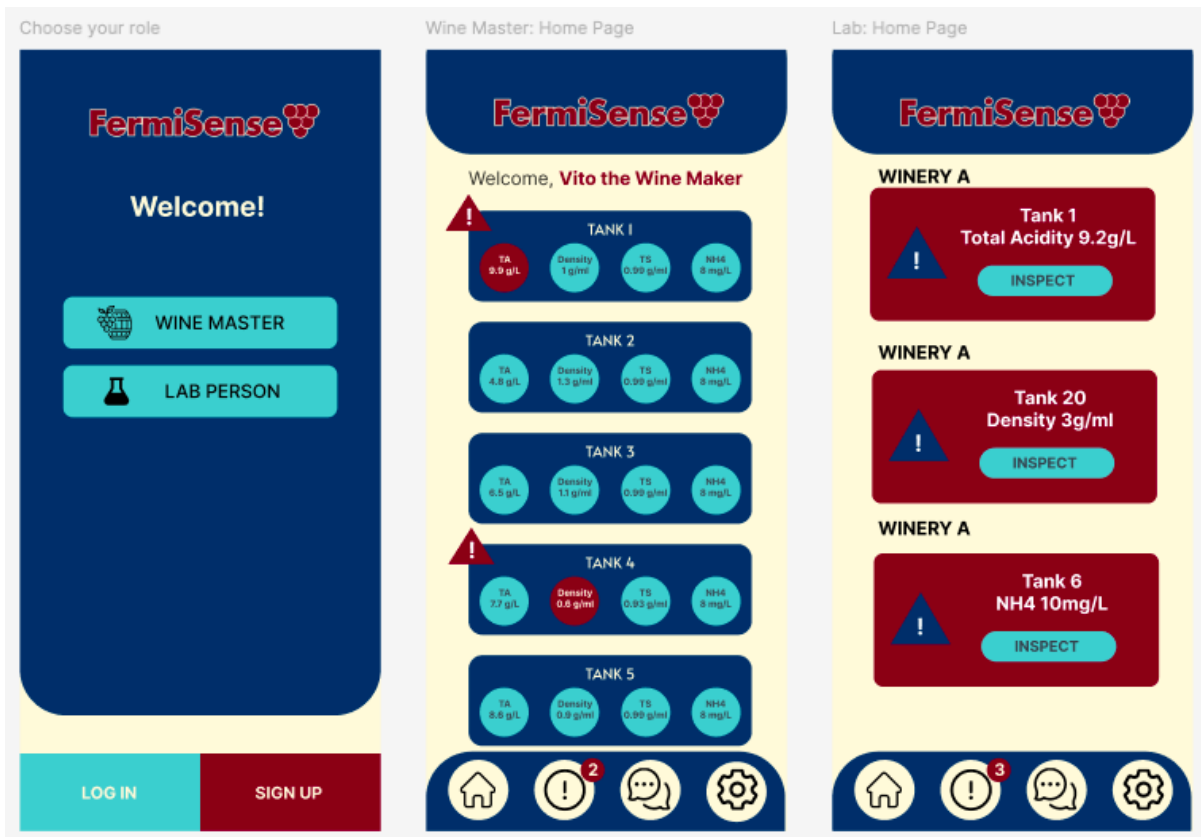 Choose your role
FermiSense
Welcome!
WINE MASTER
LAB PERSON
LOG IN
SIGN UP
Wine Master: Home Page
FermiSense
Welcome, Vito the Wine Maker
!
TANK 1
TA
9.9 g/L
Density
1 g/ml
TS
0.99 g/ml
NH4
8 mg/L
TANK 2
TA
4.8 g/L
Density
1.3 g/ml
TS
0.99 g/ml
NH4
8 mg/L
TANK 3
TA
6.5 g/L
Density
1.1 g/ml
TS
0.99 g/ml
NH4
8 mg/L
!
TANK 4
TA
7.7 g/L
Density
0.6 g/ml
TS
0.93 g/ml
NH4
8 mg/L
TANK 5
TA
8.6 g/L
Density
0.9 g/ml
TS
0.99 g/ml
NH4
8 mg/L
!
2
Lab: Home Page
FermiSense
WINERY A
!
Tank 1
Total Acidity 9.2g/L
INSPECT
WINERY A
!
Tank 20
Density 3g/ml
INSPECT
WINERY A
!
Tank 6
NH4 10mg/L
INSPECT
!
3